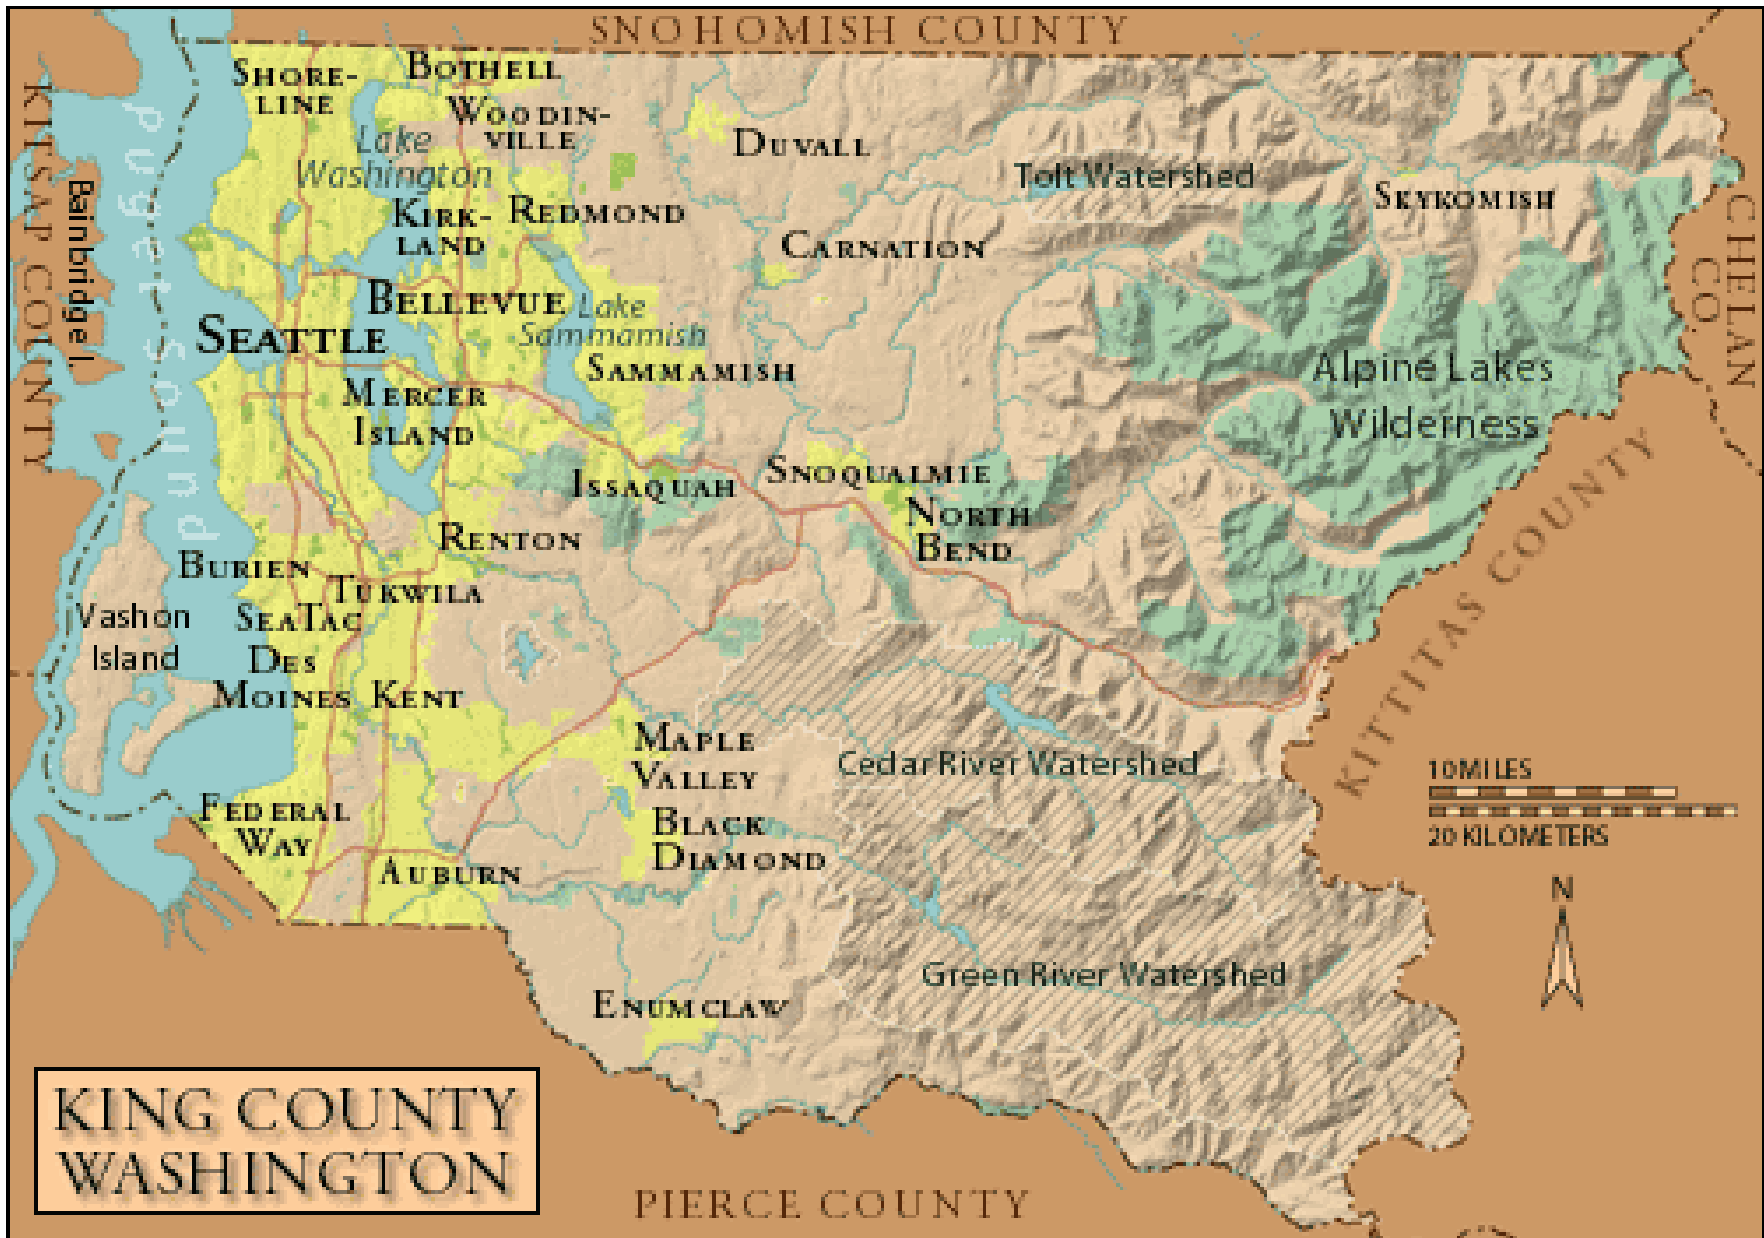 SNOHOMISH COUNTY
SHORE-
LINE
BOTHELL
WOODIN-
VILLE
DUVALL
Lake
Washington
Tolt Watershed
SKYKOMISH
KITSAP COUNTY
Puget Sound
Bainbridge I.
KIRK-
LAND
REDMOND
CARNATION
CHELAN
CO.
BELLEVUE
Lake
Sammamish
SEATTLE
SAMMAMISH
MERCER
ISLAND
Alpine Lakes
Wilderness
ISSAQUAH
SNOQUALMIE
NORTH
BEND
RENTON
BURIEN
TUKWILA
SEATAC
Vashon
Island
DES
MOINES
KENT
KITTITAS COUNTY
MAPLE
VALLEY
Cedar River Watershed
10 MILES
20 KILOMETERS
FEDERAL
WAY
BLACK
DIAMOND
AUBURN
N
Green River Watershed
ENUMCLAW
KING COUNTY
WASHINGTON
PIERCE COUNTY